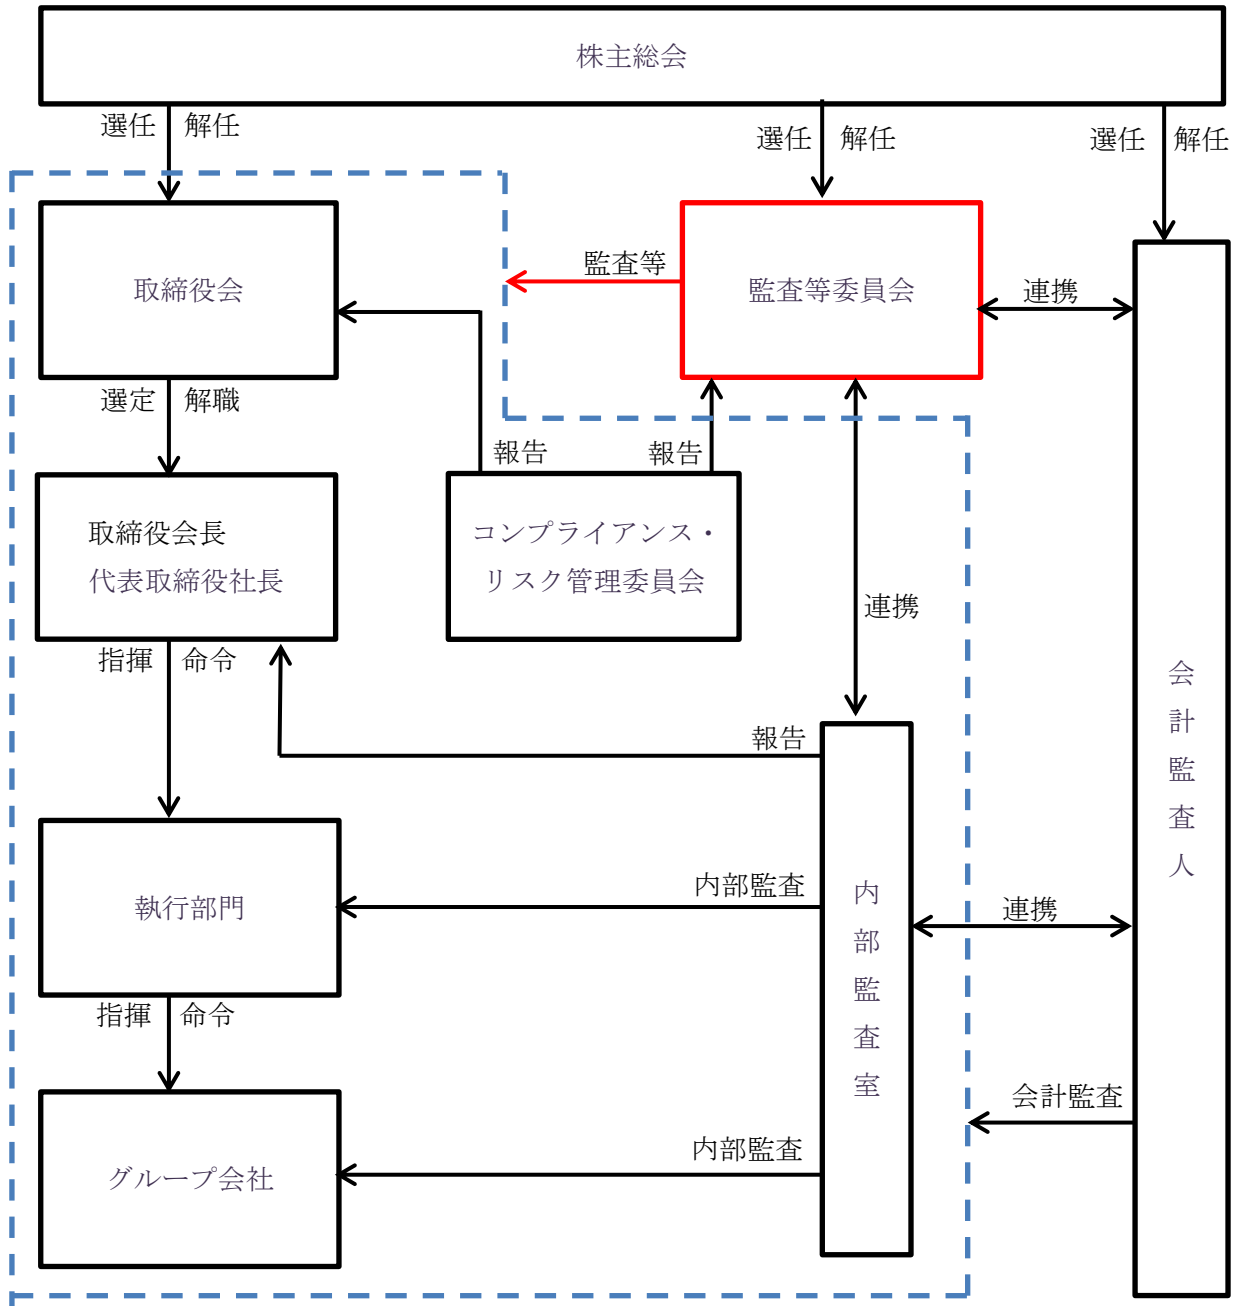 株主総会
選任 解任
選任 解任
選任 解任
取締役会
監査等
監査等委員会
連携
選定 解職
報告
報告
取締役会長
代表取締役社長
コンプライアンス・
リスク管理委員会
連携
指揮 命令
報告
会計監査人
執行部門
内部監査
内部監査室
連携
指揮 命令
会計監査
グループ会社
内部監査